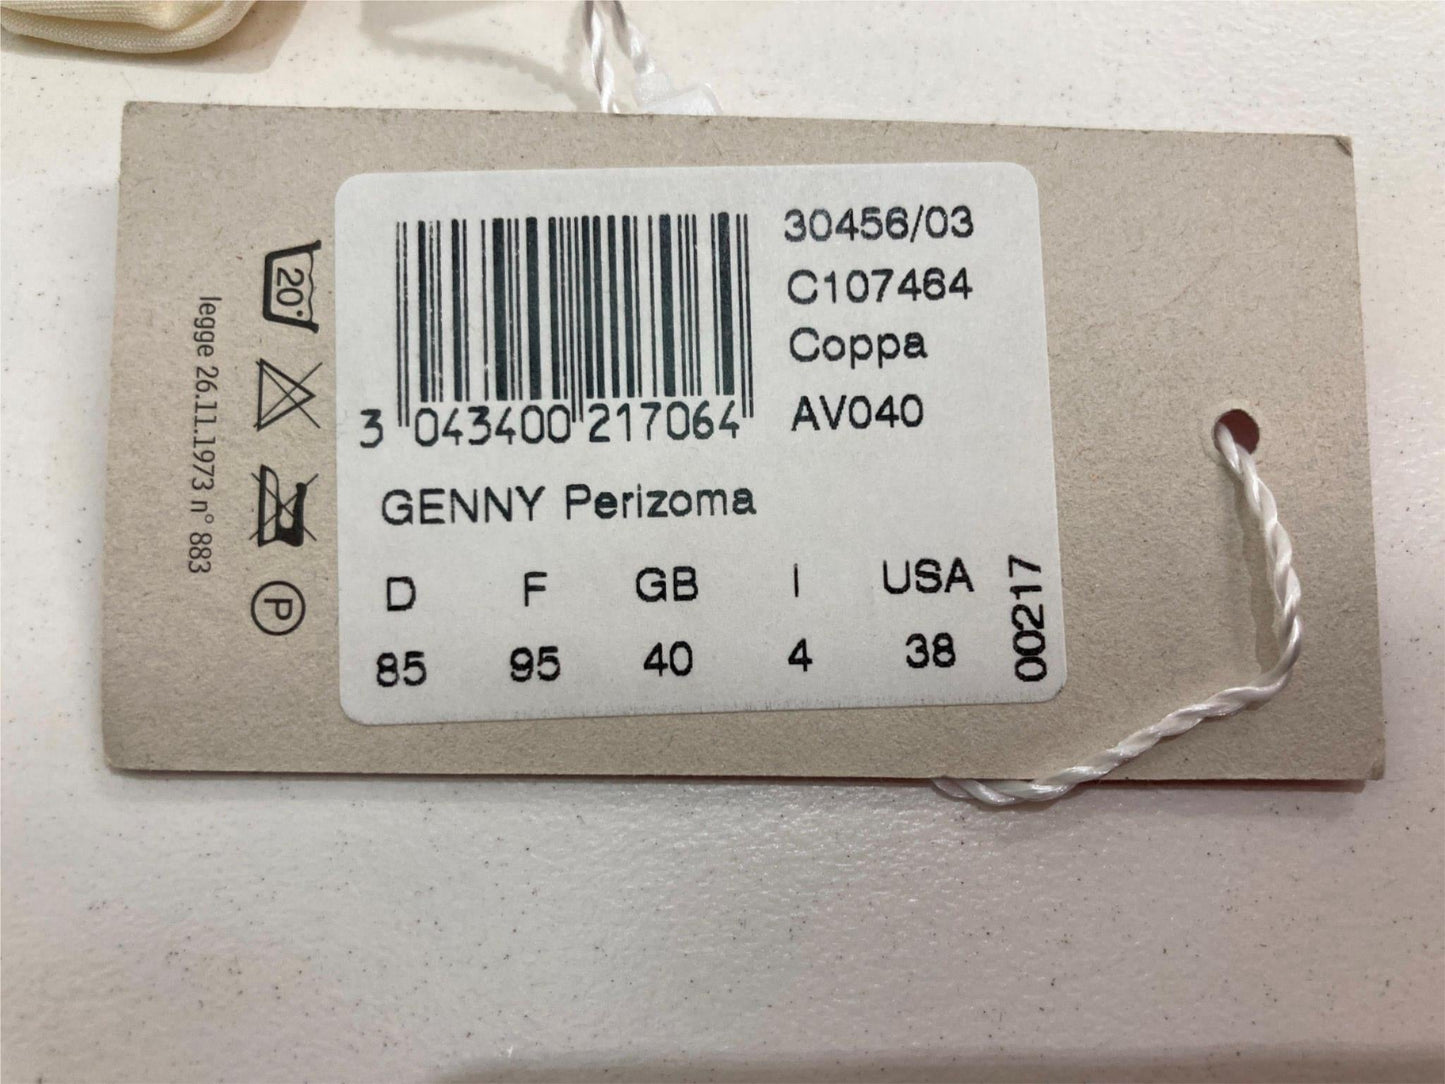 30456/03
C107464
Coppa
AV040
3 043400 217064
GENNY Perizoma
D F GB I USA
85 95 40 4 38
00217
20°
P
legge 26.11.1973 n° 883